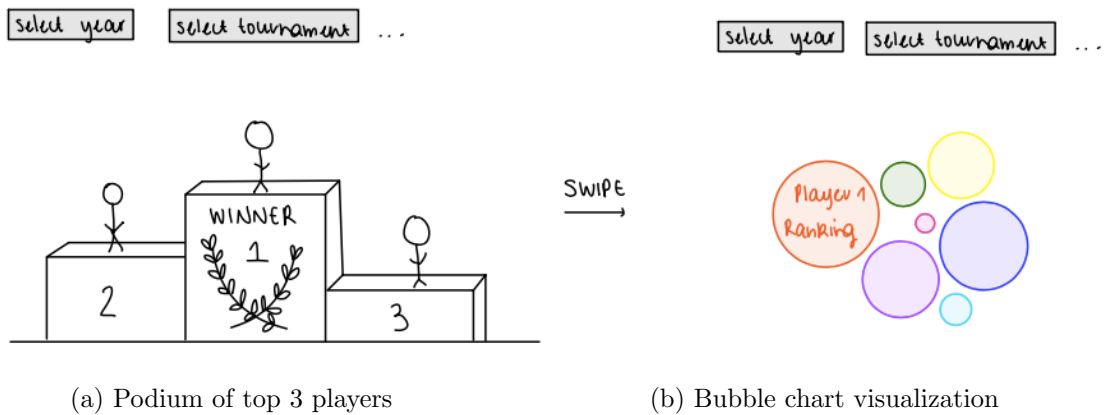 select year
select tournament ...
select year
select tournament ...
WINNER
1
2
3
SWIPE
Player 1
Ranking
(a) Podium of top 3 players
(b) Bubble chart visualization